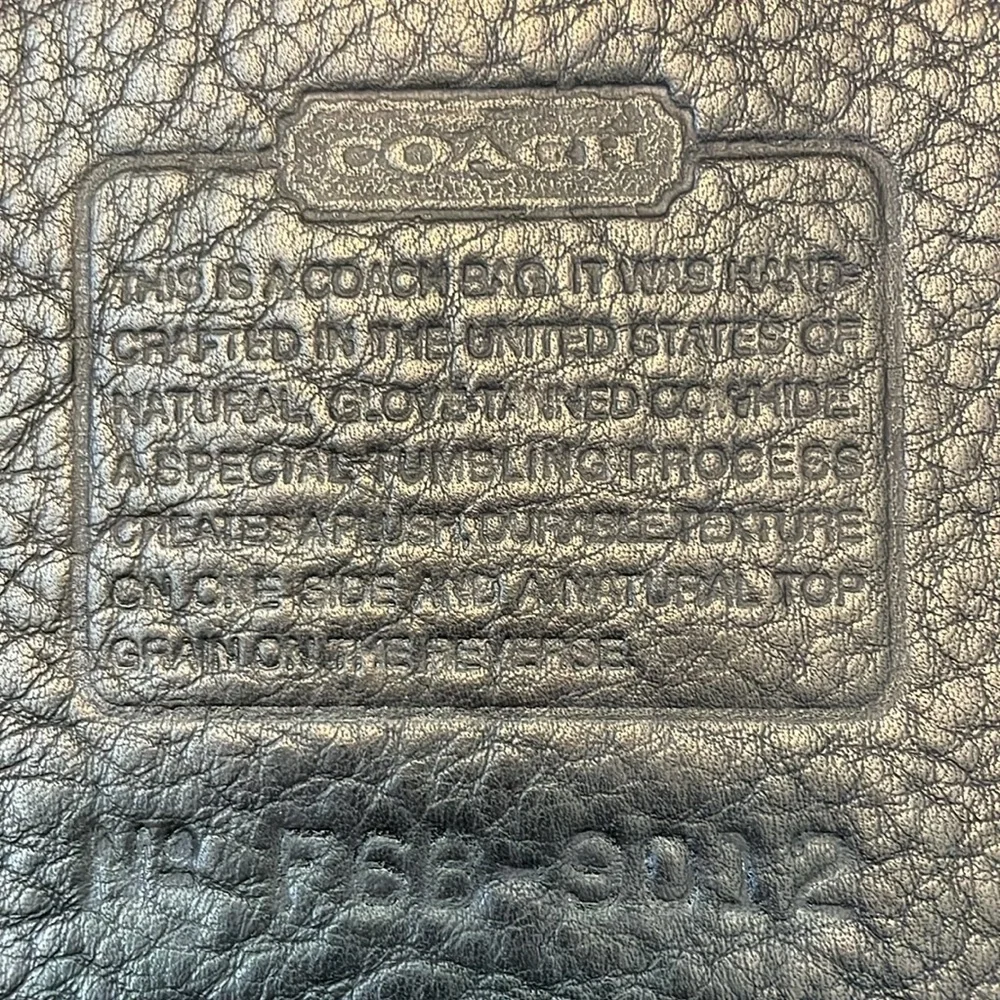 COACH
THIS IS A COACH BAG. IT WAS HAND-
CRAFTED IN THE UNITED STATES OF
NATURAL, GLOVE-TANNED COWHIDE.
A SPECIAL TUMBLING PROCESS
CREATES A PLUSH, DURABLE TEXTURE
ON ONE SIDE AND A NATURAL TOP
GRAIN ON THE REVERSE.
No P6B-9012